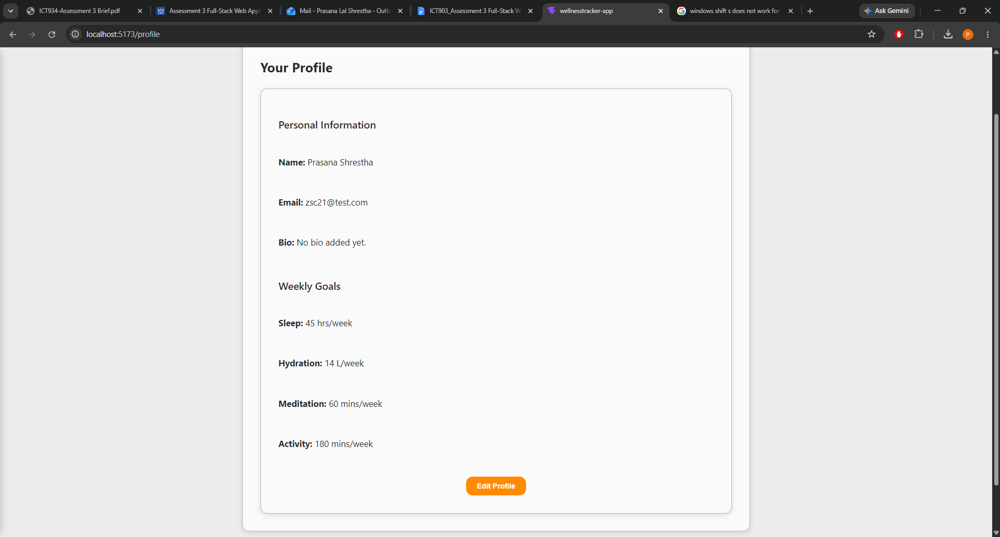 ICT934-Assessment 3 Brief.pdf
Assessment 3 Full-Stack Web Appl
Mail - Prasana Lal Shrestha - Outlo
ICT903_Assessment 3 Full-Stack W
wellnesstracker-app
windows shift s does not work for
Ask Gemini
localhost:5173/profile
P
Your Profile
Personal Information
Name: Prasana Shrestha
Email: zsc21@test.com
Bio: No bio added yet.
Weekly Goals
Sleep: 45 hrs/week
Hydration: 14 L/week
Meditation: 60 mins/week
Activity: 180 mins/week
Edit Profile